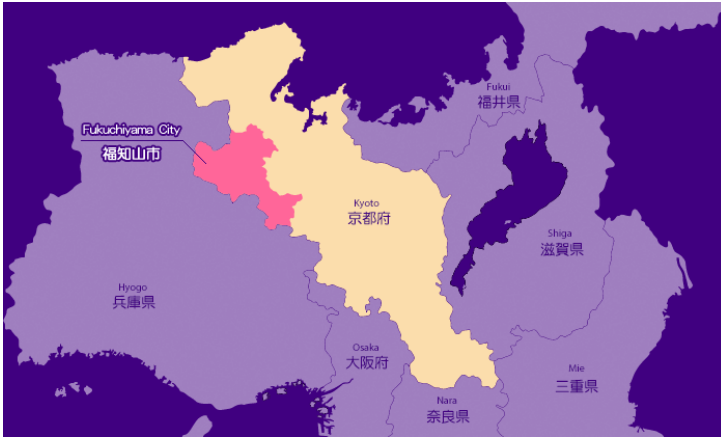 Fukui
福井県
Fukuchiyama City
福知山市
Kyoto
京都府
Shiga
滋賀県
Hyogo
兵庫県
Osaka
大阪府
Mie
三重県
Nara
奈良県